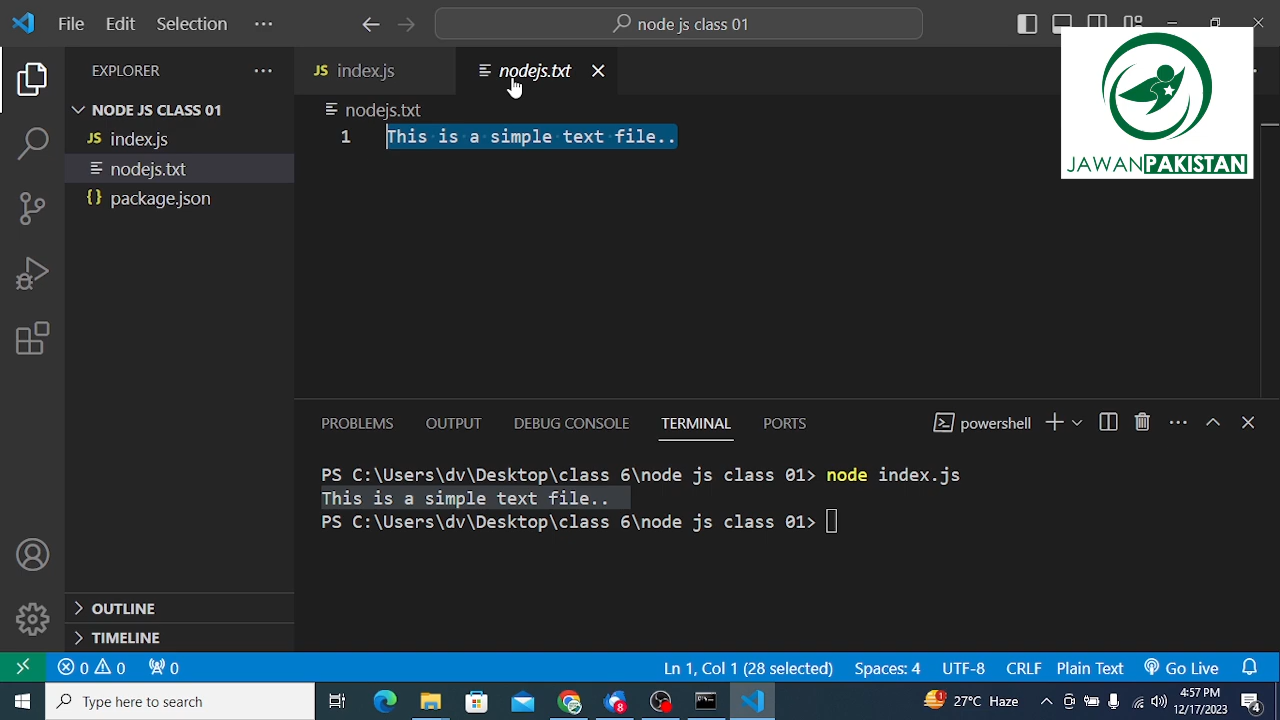 File Edit Selection ···
node js class 01
EXPLORER ···
NODE JS CLASS 01
JS index.js
nodejs.txt
{} package.json
OUTLINE
TIMELINE
JS index.js
nodejs.txt
nodejs.txt
1 This is a simple text file..
JAWANPAKISTAN
PROBLEMS OUTPUT DEBUG CONSOLE TERMINAL PORTS
powershell
PS C:\Users\dv\Desktop\class 6\node js class 01> node index.js
This is a simple text file..
PS C:\Users\dv\Desktop\class 6\node js class 01>
0 0 0 Ln 1, Col 1 (28 selected) Spaces: 4 UTF-8 CRLF Plain Text Go Live
Type here to search
8
1 27°C Haze
4:57 PM
12/17/2023
4